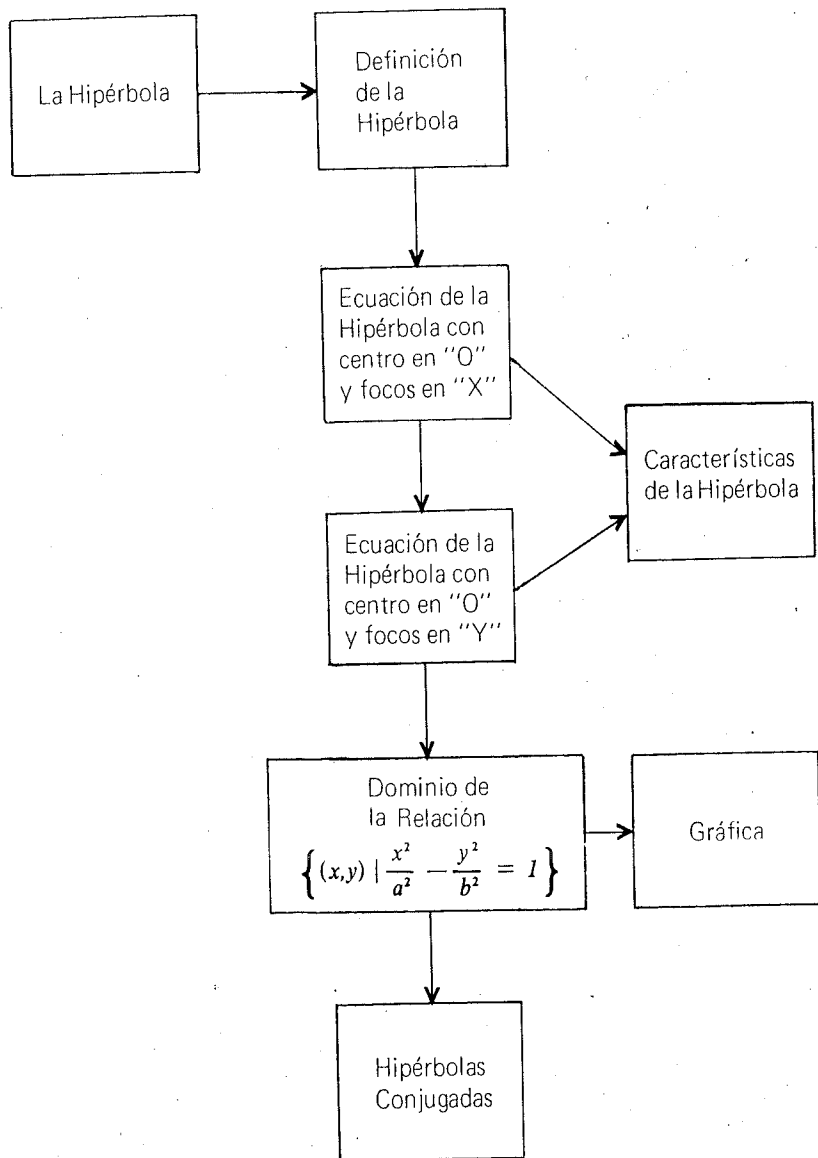 La Hipérbola
Definición
de la
Hipérbola
Ecuación de la
Hipérbola con
centro en "O"
y focos en "X"
Características
de la Hipérbola
Ecuación de la
Hipérbola con
centro en "O"
y focos en "Y"
Dominio de
la Relación
{(x,y) | x²/a² − y²/b² = 1}
Gráfica
Hipérbolas
Conjugadas